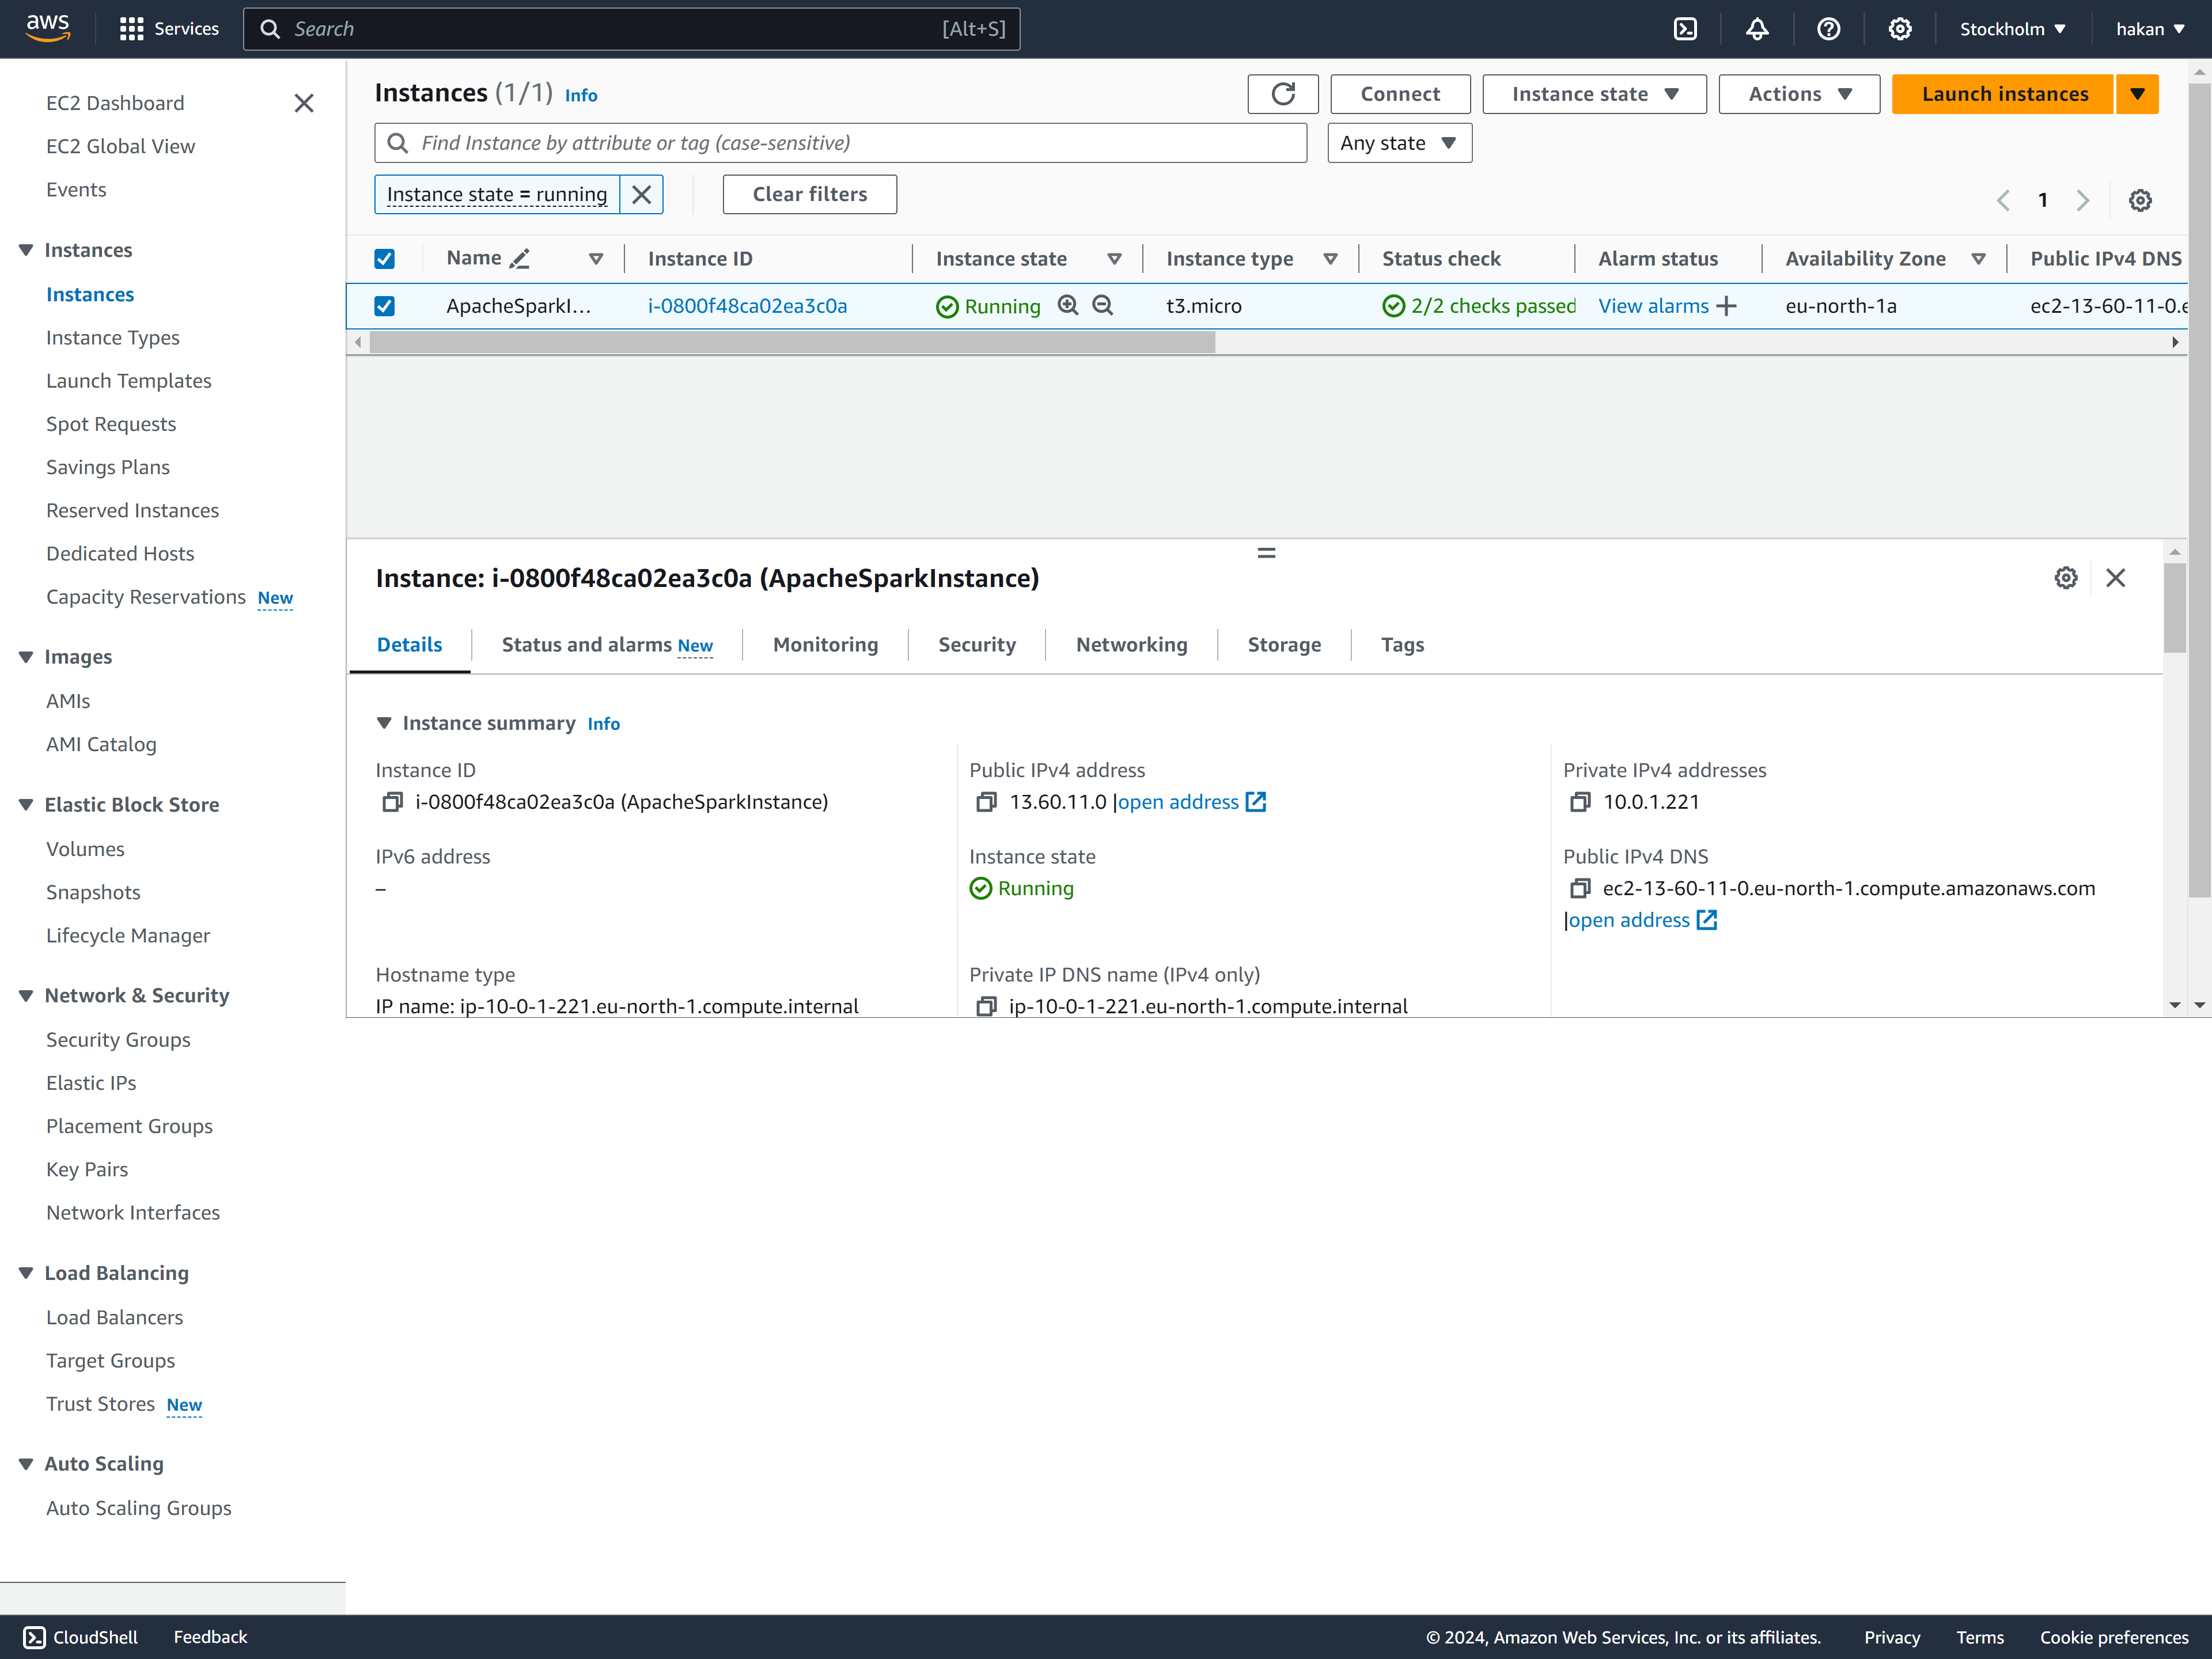 aws
Services
Search
[Alt+S]
Stockholm
hakan
EC2 Dashboard
EC2 Global View
Events
Instances
Instances
Instance Types
Launch Templates
Spot Requests
Savings Plans
Reserved Instances
Dedicated Hosts
Capacity Reservations New
Images
AMIs
AMI Catalog
Elastic Block Store
Volumes
Snapshots
Lifecycle Manager
Network & Security
Security Groups
Elastic IPs
Placement Groups
Key Pairs
Network Interfaces
Load Balancing
Load Balancers
Target Groups
Trust Stores New
Auto Scaling
Auto Scaling Groups
Instances (1/1) Info
Connect
Instance state
Actions
Launch instances
Find Instance by attribute or tag (case-sensitive)
Any state
Instance state = running
Clear filters
1
Name
Instance ID
Instance state
Instance type
Status check
Alarm status
Availability Zone
Public IPv4 DNS
ApacheSparkI...
i-0800f48ca02ea3c0a
Running
t3.micro
2/2 checks passed
View alarms
eu-north-1a
ec2-13-60-11-0.e
Instance: i-0800f48ca02ea3c0a (ApacheSparkInstance)
Details
Status and alarms New
Monitoring
Security
Networking
Storage
Tags
Instance summary Info
Instance ID
i-0800f48ca02ea3c0a (ApacheSparkInstance)
Public IPv4 address
13.60.11.0 |open address
Private IPv4 addresses
10.0.1.221
IPv6 address
–
Instance state
Running
Public IPv4 DNS
ec2-13-60-11-0.eu-north-1.compute.amazonaws.com
|open address
Hostname type
IP name: ip-10-0-1-221.eu-north-1.compute.internal
Private IP DNS name (IPv4 only)
ip-10-0-1-221.eu-north-1.compute.internal
CloudShell
Feedback
© 2024, Amazon Web Services, Inc. or its affiliates.
Privacy
Terms
Cookie preferences